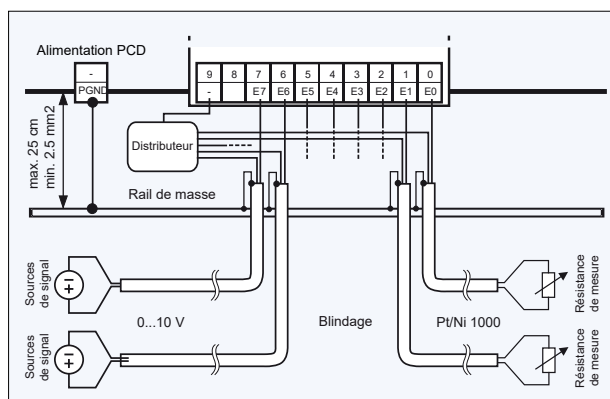 Alimentation PCD
-
PGND
9 8 7 6 5 4 3 2 1 0
- E7 E6 E5 E4 E3 E2 E1 E0
max. 25 cm
min. 2.5 mm2
Distributeur
Rail de masse
Sources
de signal
0...10 V
Blindage
Pt/Ni 1000
Résistance
de mesure
Sources
de signal
Résistance
de mesure